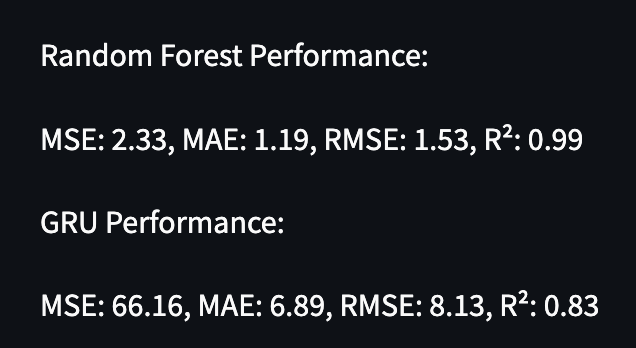 Random Forest Performance:
MSE: 2.33, MAE: 1.19, RMSE: 1.53, R²: 0.99
GRU Performance:
MSE: 66.16, MAE: 6.89, RMSE: 8.13, R²: 0.83